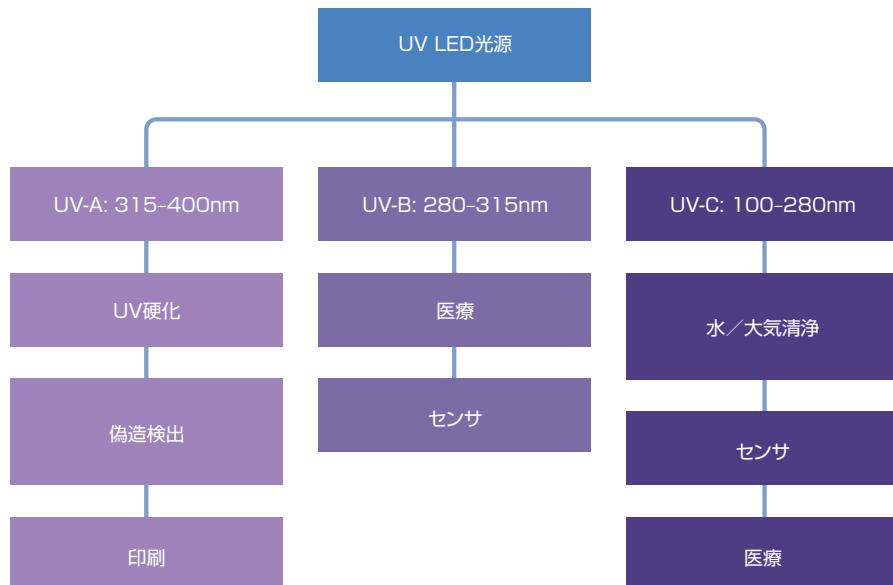 UV LED光源
UV-A: 315–400nm
UV-B: 280–315nm
UV-C: 100–280nm
UV硬化
医療
水／大気清浄
偽造検出
センサ
センサ
印刷
医療